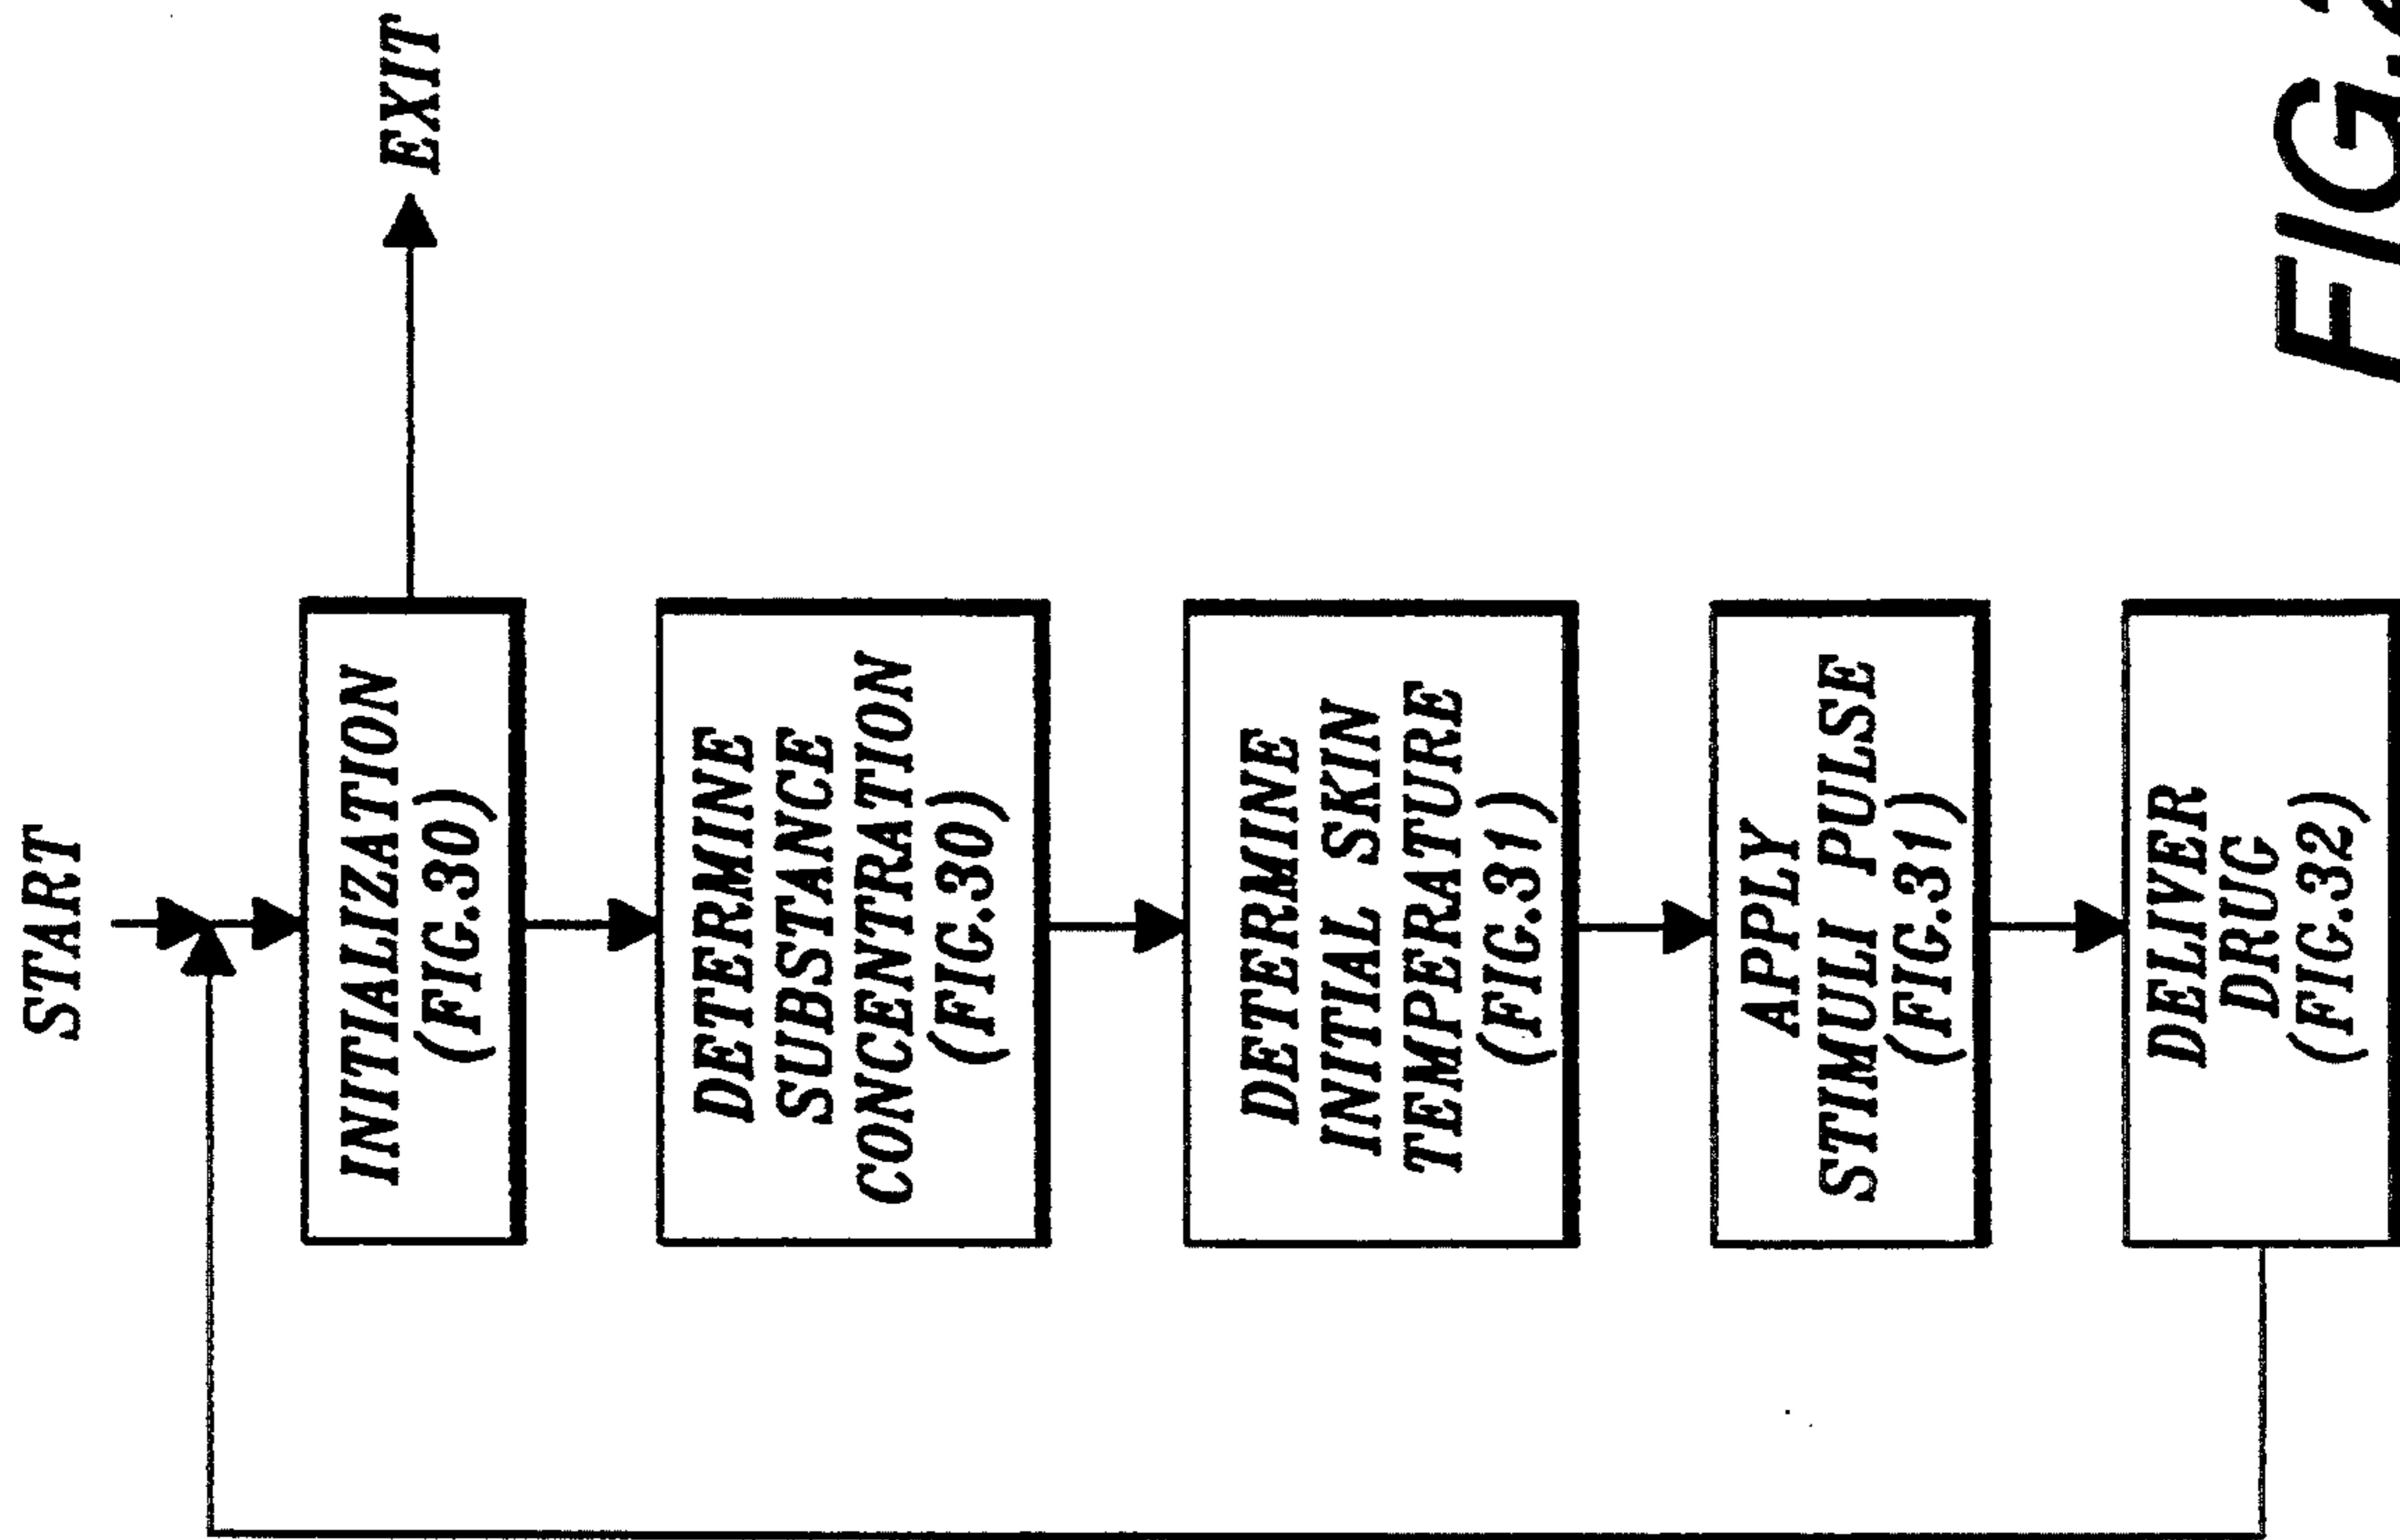 START
EXIT
INITIALIZATION
(FIG.30)
DETERMINE
SUBSTANCE
CONCENTRATION
(FIG.30)
DETERMINE
INITIAL SKIN
TEMPERATURE
(FIG.31)
APPLY
STIMULI PULSE
(FIG.31)
DELIVER
DRUG
(FIG.32)
FIG.